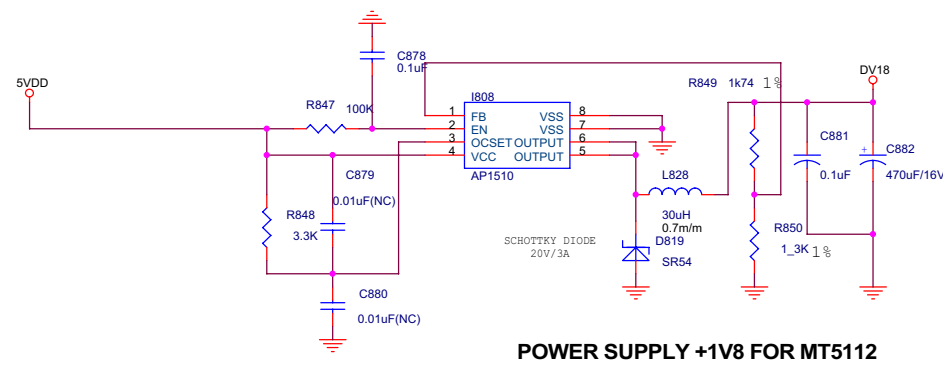 5VDD
C878
0.1uF
R847 100K
I808
1 FB VSS 8
2 EN VSS 7
3 OCSET OUTPUT 6
4 VCC OUTPUT 5
AP1510
R849 1k74 1%
DV18
C881
0.1uF
+ C882
470uF/16V
C879
0.01uF(NC)
R848
3.3K
L828
30uH
0.7m/m
SCHOTTKY DIODE
20V/3A
D819
SR54
R850
1_3K 1%
C880
0.01uF(NC)
POWER SUPPLY +1V8 FOR MT5112